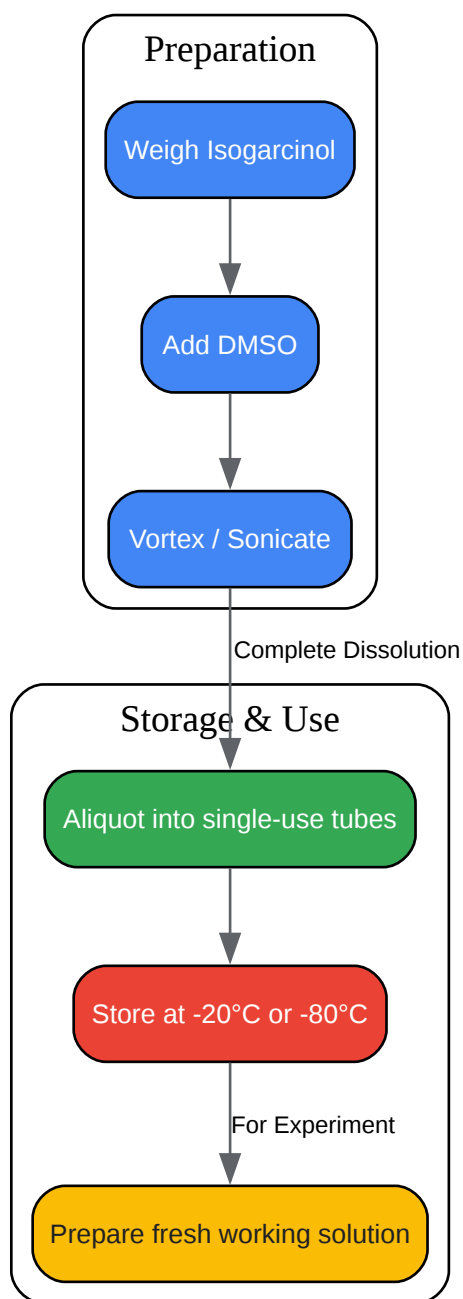 Preparation
Weigh Isogarcinol
Add DMSO
Vortex / Sonicate
Complete Dissolution
Storage & Use
Aliquot into single-use tubes
Store at -20°C or -80°C
For Experiment
Prepare fresh working solution